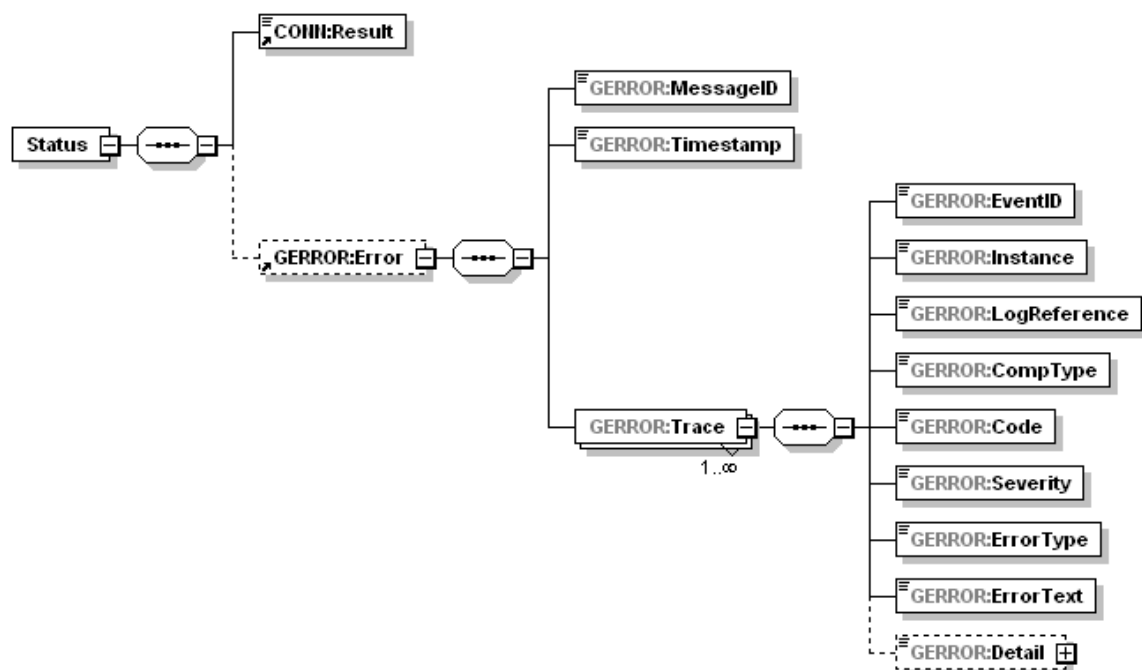 CONN:Result
GERROR:MessageID
Status
GERROR:Timestamp
GERROR:EventID
GERROR:Error
GERROR:Instance
GERROR:LogReference
GERROR:CompType
GERROR:Trace
GERROR:Code
1..∞
GERROR:Severity
GERROR:ErrorType
GERROR:ErrorText
GERROR:Detail